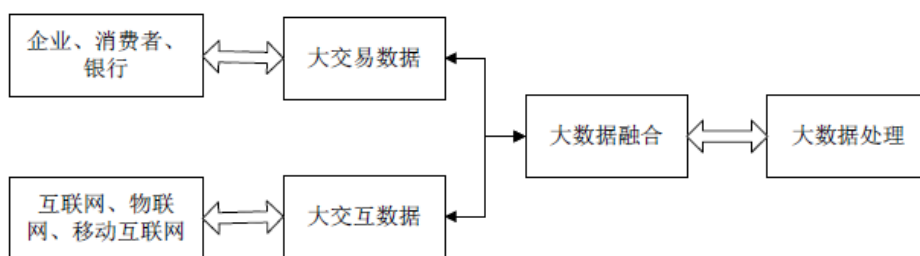 企业、消费者、
银行
大交易数据
大数据融合
大数据处理
互联网、物联
网、移动互联网
大交互数据